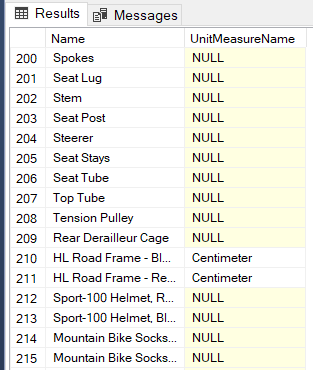 Results Messages
Name UnitMeasureName
200 Spokes NULL
201 Seat Lug NULL
202 Stem NULL
203 Seat Post NULL
204 Steerer NULL
205 Seat Stays NULL
206 Seat Tube NULL
207 Top Tube NULL
208 Tension Pulley NULL
209 Rear Derailleur Cage NULL
210 HL Road Frame - Bl... Centimeter
211 HL Road Frame - Re... Centimeter
212 Sport-100 Helmet, R... NULL
213 Sport-100 Helmet, Bl... NULL
214 Mountain Bike Socks... NULL
215 Mountain Bike Socks... NULL